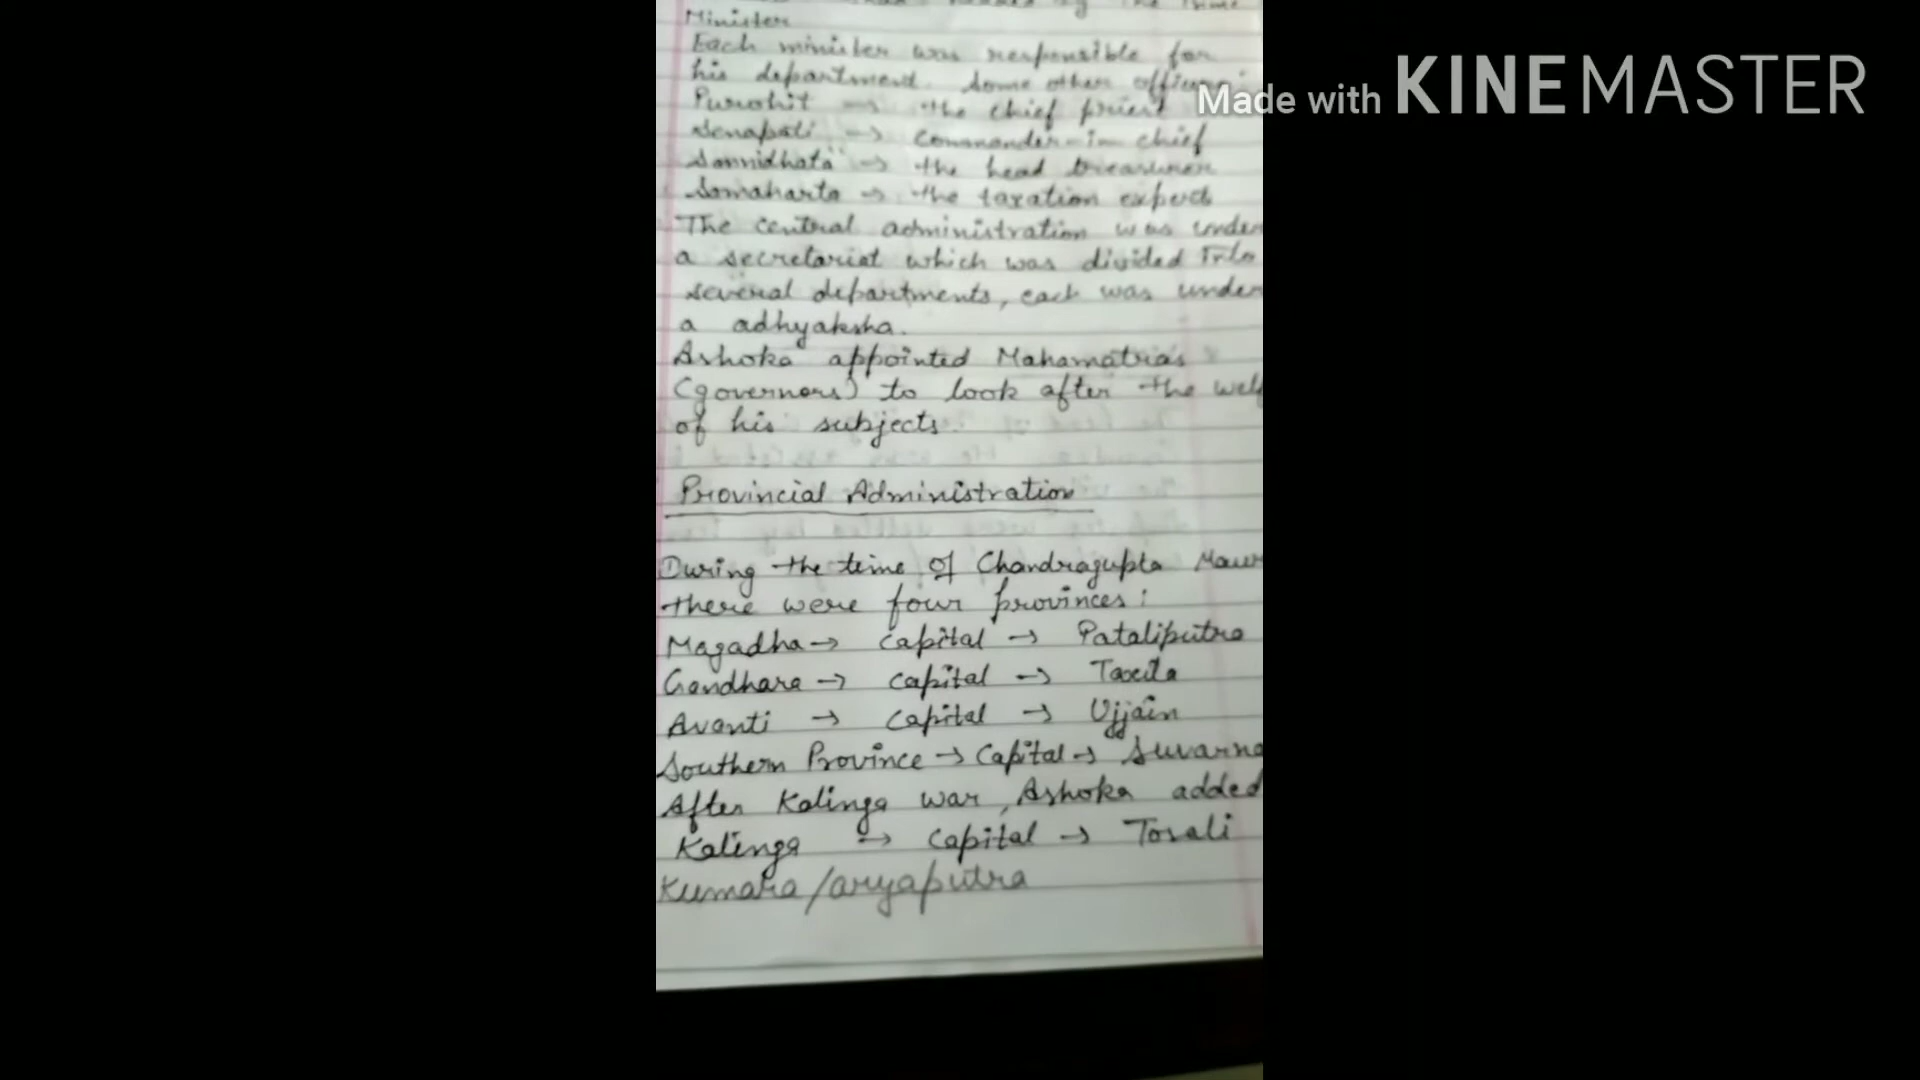 Minister
Each minister was responsible for
his department. Some other officers
Purohit → the chief priest
Senapati → Commander-in chief
Sannidhata → the head treasurer
Samaharta → the taxation expert
The central administration was under
a secretariat which was divided into
several departments, each was under
a adhyaksha.
Ashoka appointed Mahamatras
(governors) to look after the welf
of his subjects.
Provincial Administration
During the time of Chandragupta Maur
there were four provinces:
Magadha → Capital → Pataliputra
Gandhara → Capital → Taxila
Avanti → Capital → Ujjain
Southern Province → Capital → Suvarna
After Kalinga war, Ashoka added
Kalinga → Capital → Tosali
Kumara/aryaputra
Made with KINEMASTER